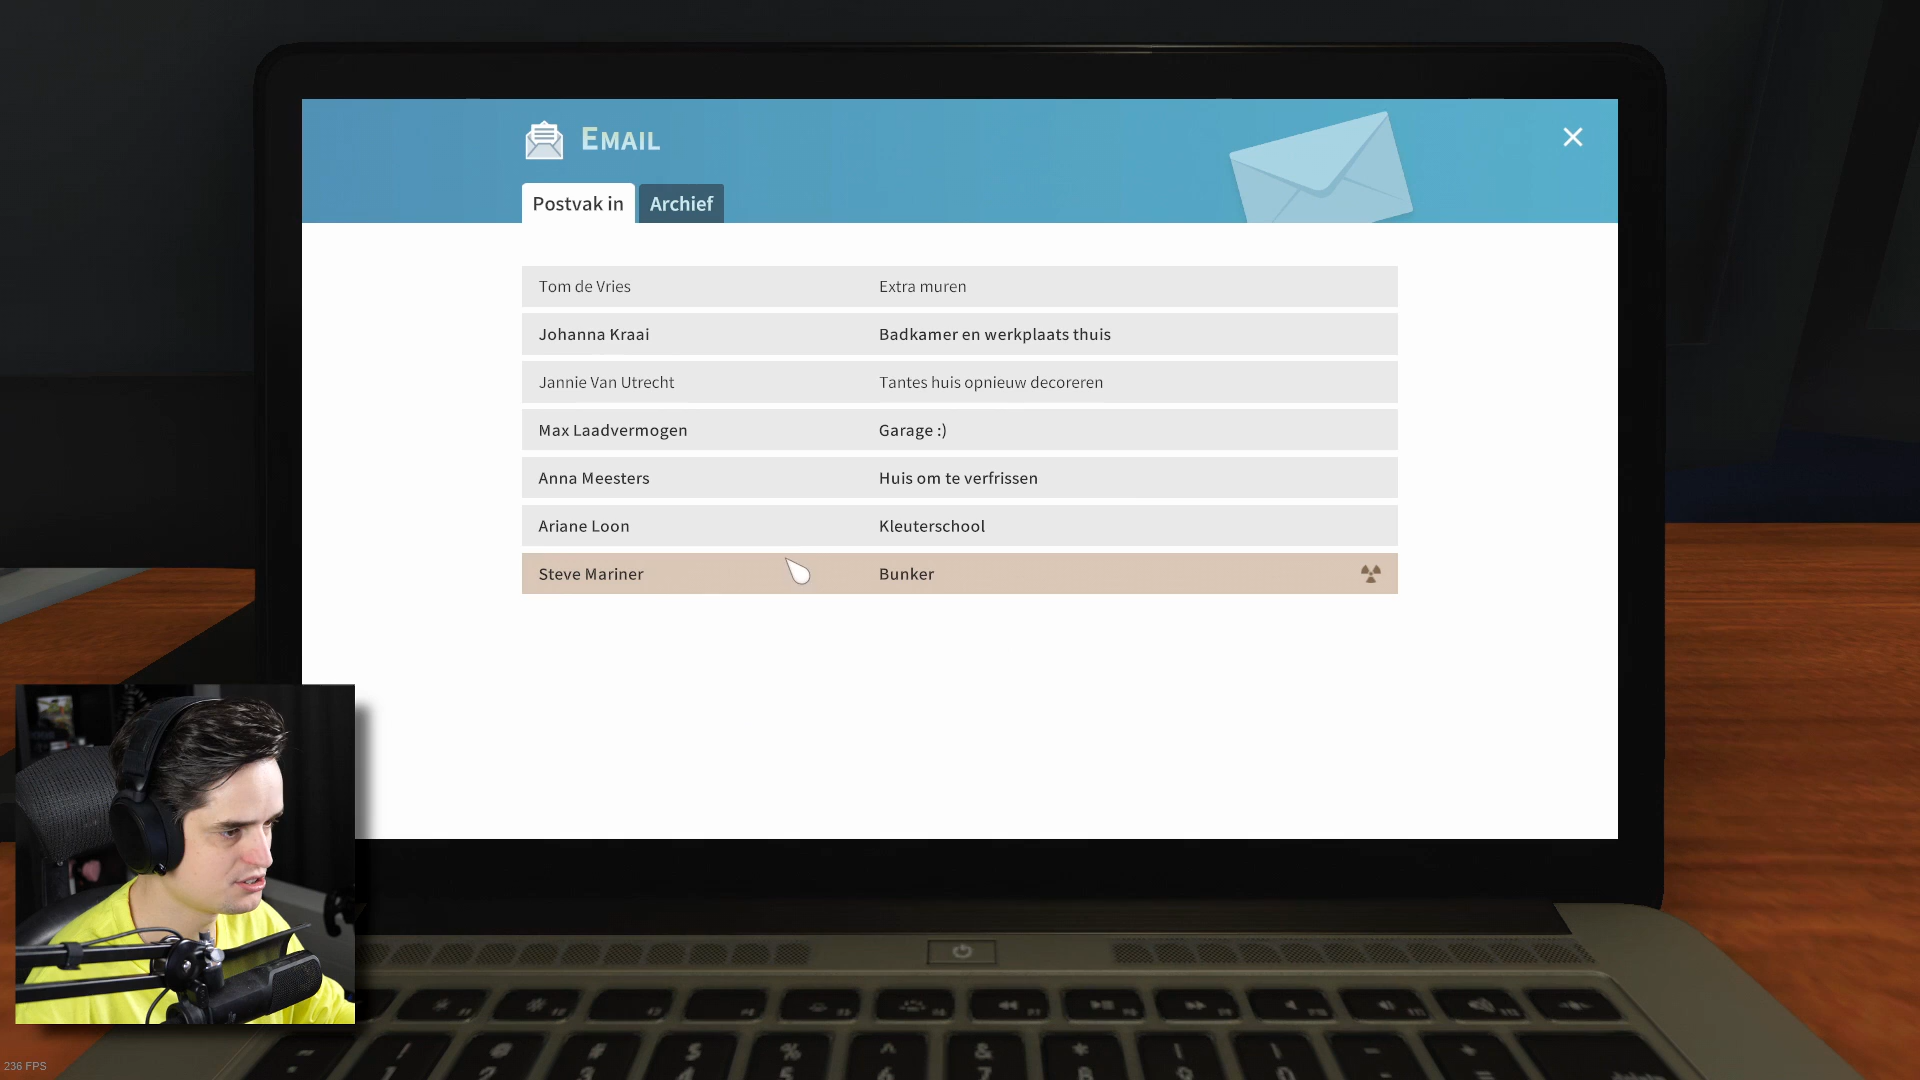 EMAIL
Postvak in Archief
Tom de Vries Extra muren
Johanna Kraai Badkamer en werkplaats thuis
Jannie Van Utrecht Tantes huis opnieuw decoreren
Max Laadvermogen Garage :)
Anna Meesters Huis om te verfrissen
Ariane Loon Kleuterschool
Steve Mariner Bunker
236 FPS